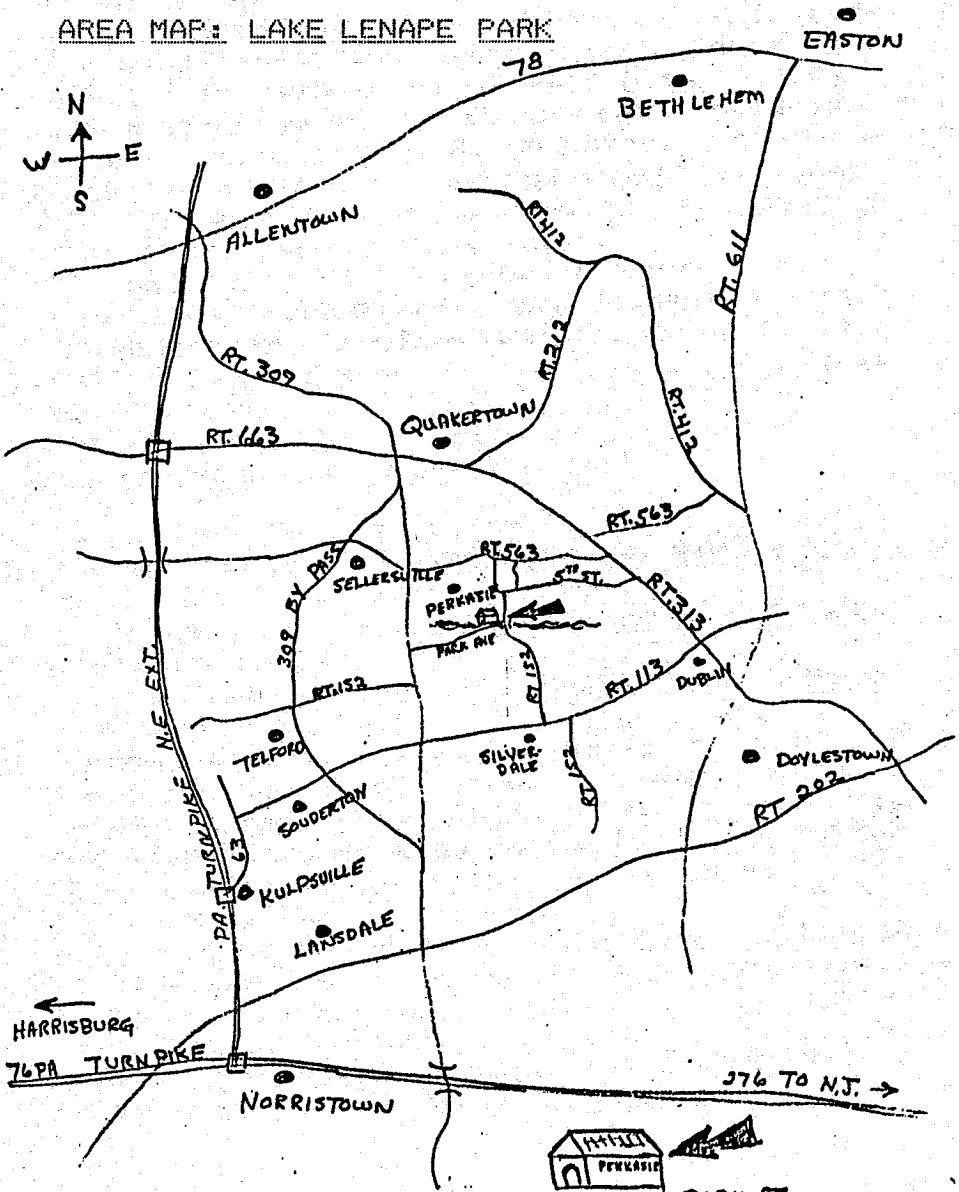 AREA MAP: LAKE LENAPE PARK
EASTON
78
BETHLEHEM
N
W E
S
ALLENTOWN
RT. 412
RT. 611
RT. 309
RT. 212
QUAKERTOWN
RT. 663
RT. 412
RT. 563
RT. 563
309 BY PASS
SELLERSVILLE
5TH ST.
PERKASIE
RT. 313
PARK AVE
RT 152
RT. 113
DUBLIN
RT. 152
N.E EXT.
TELFORD
SILVER-
DALE
DOYLESTOWN
RT 152
RT 202
SOUDERTON
63
PA. TURNPIKE
KULPSVILLE
LANSDALE
HARRISBURG
76 PA TURNPIKE
276 TO N.J.
NORRISTOWN
PERKASIE